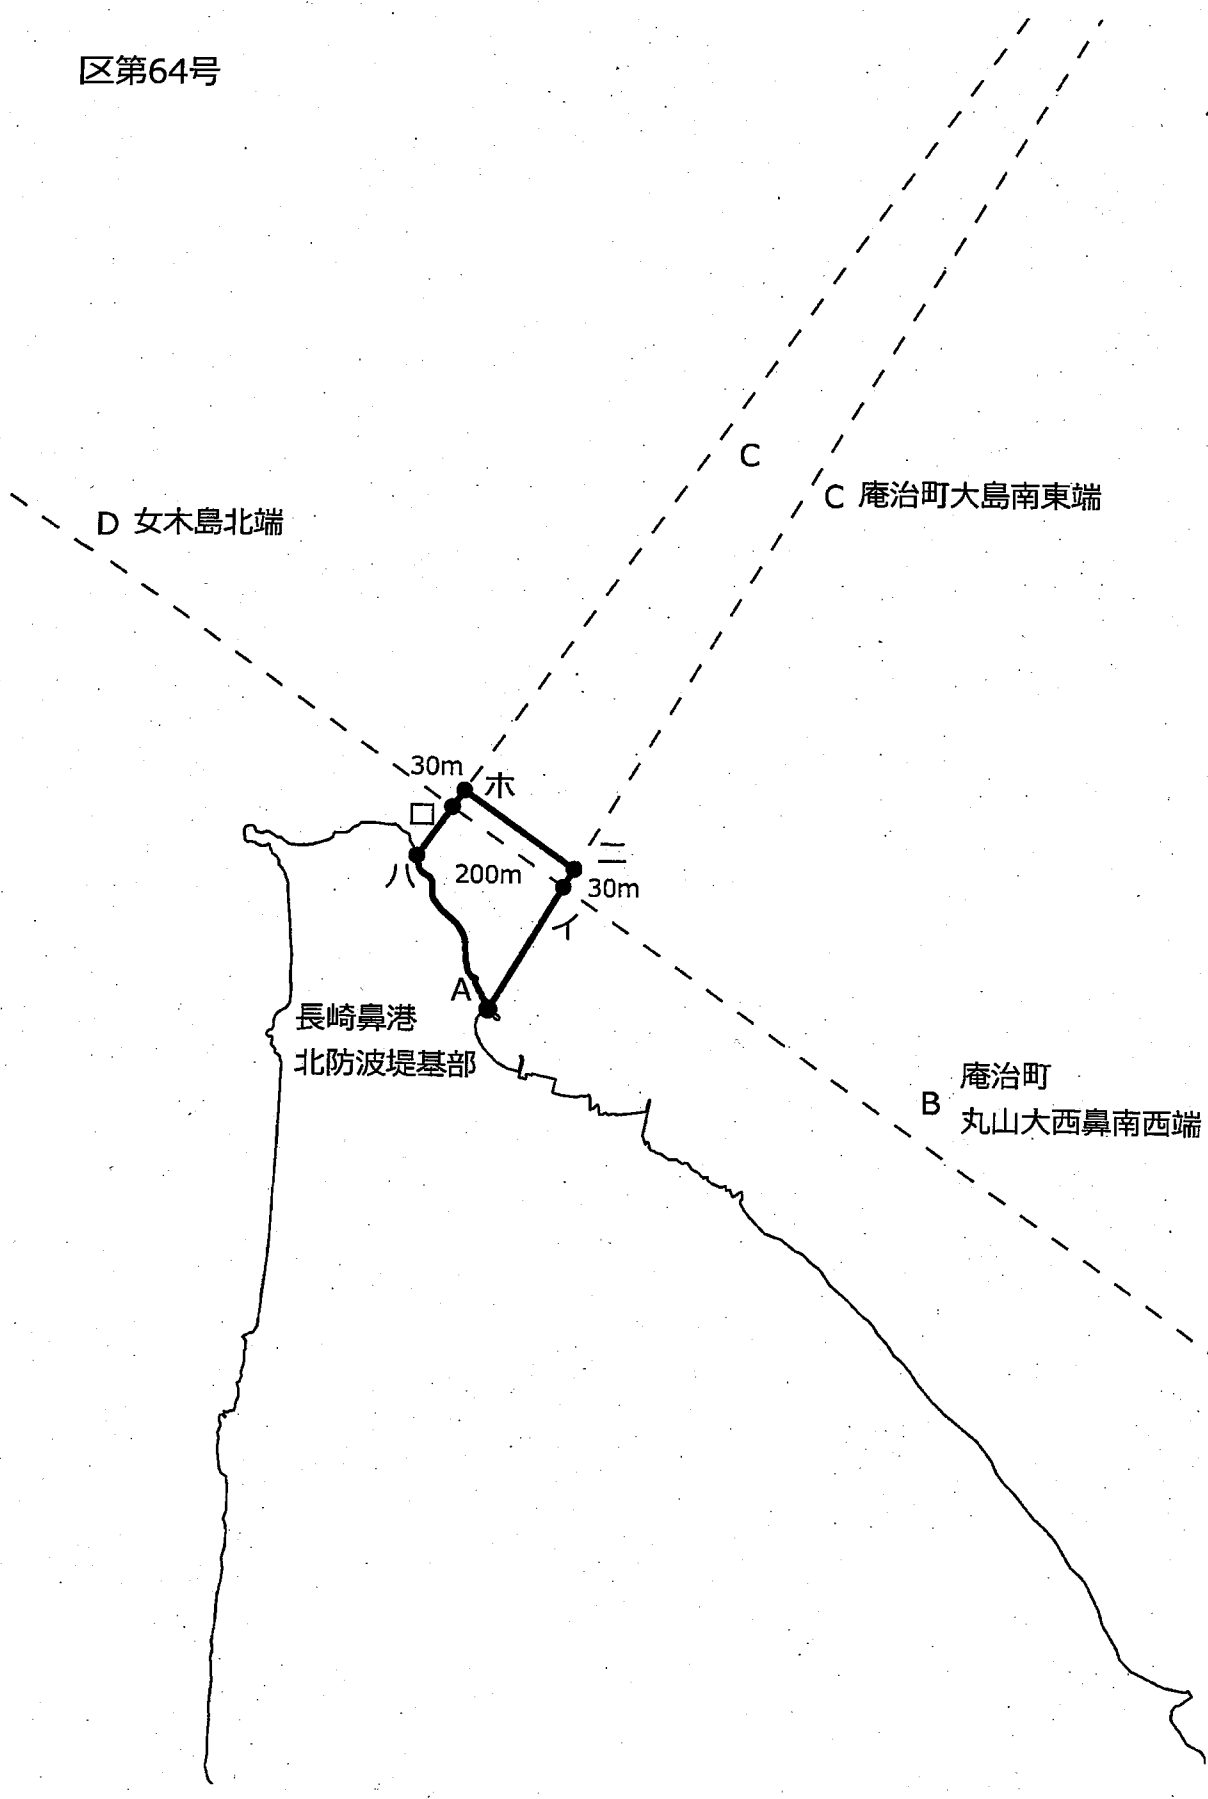 区第64号
C
C 庵治町大島南東端
D 女木島北端
30m
ホ
ロ
ニ
ハ
200m
30m
イ
A
長崎鼻港
北防波堤基部
B
庵治町
丸山大西鼻南西端